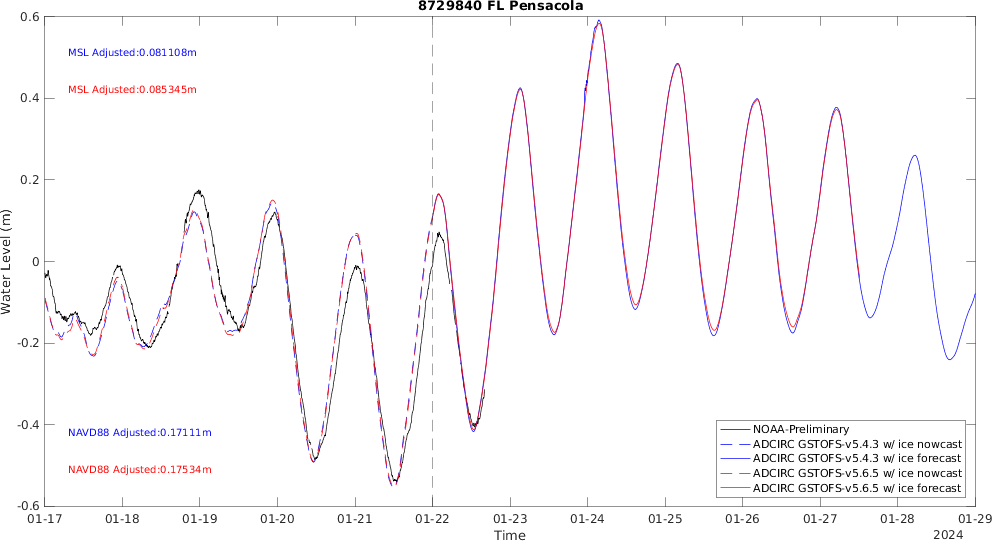 8729840 FL Pensacola
Water Level (m)
0.6
0.4
0.2
0
-0.2
-0.4
-0.6
MSL Adjusted:0.081108m
MSL Adjusted:0.085345m
NAVD88 Adjusted:0.17111m
NAVD88 Adjusted:0.17534m
NOAA-Preliminary
ADCIRC GSTOFS-v5.4.3 w/ ice nowcast
ADCIRC GSTOFS-v5.4.3 w/ ice forecast
ADCIRC GSTOFS-v5.6.5 w/ ice nowcast
ADCIRC GSTOFS-v5.6.5 w/ ice forecast
01-17 01-18 01-19 01-20 01-21 01-22 01-23 01-24 01-25 01-26 01-27 01-28 01-29
Time
2024